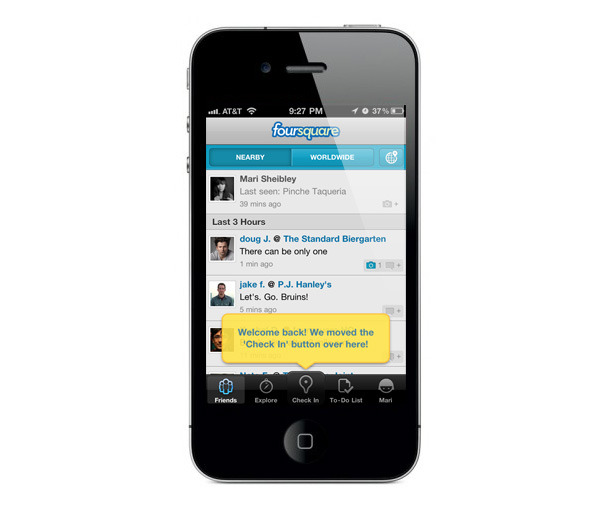 AT&T 9:27 PM 37%
foursquare
NEARBY WORLDWIDE
Mari Sheibley
Last seen: Pinche Taqueria
39 mins ago
Last 3 Hours
doug J. @ The Standard Biergarten
There can be only one
1 min ago 1 +
jake f. @ P.J. Hanley's
Let's. Go. Bruins!
5 mins ago
Welcome back! We moved the
'Check In' button over here!
Friends Explore Check In To-Do List Mari